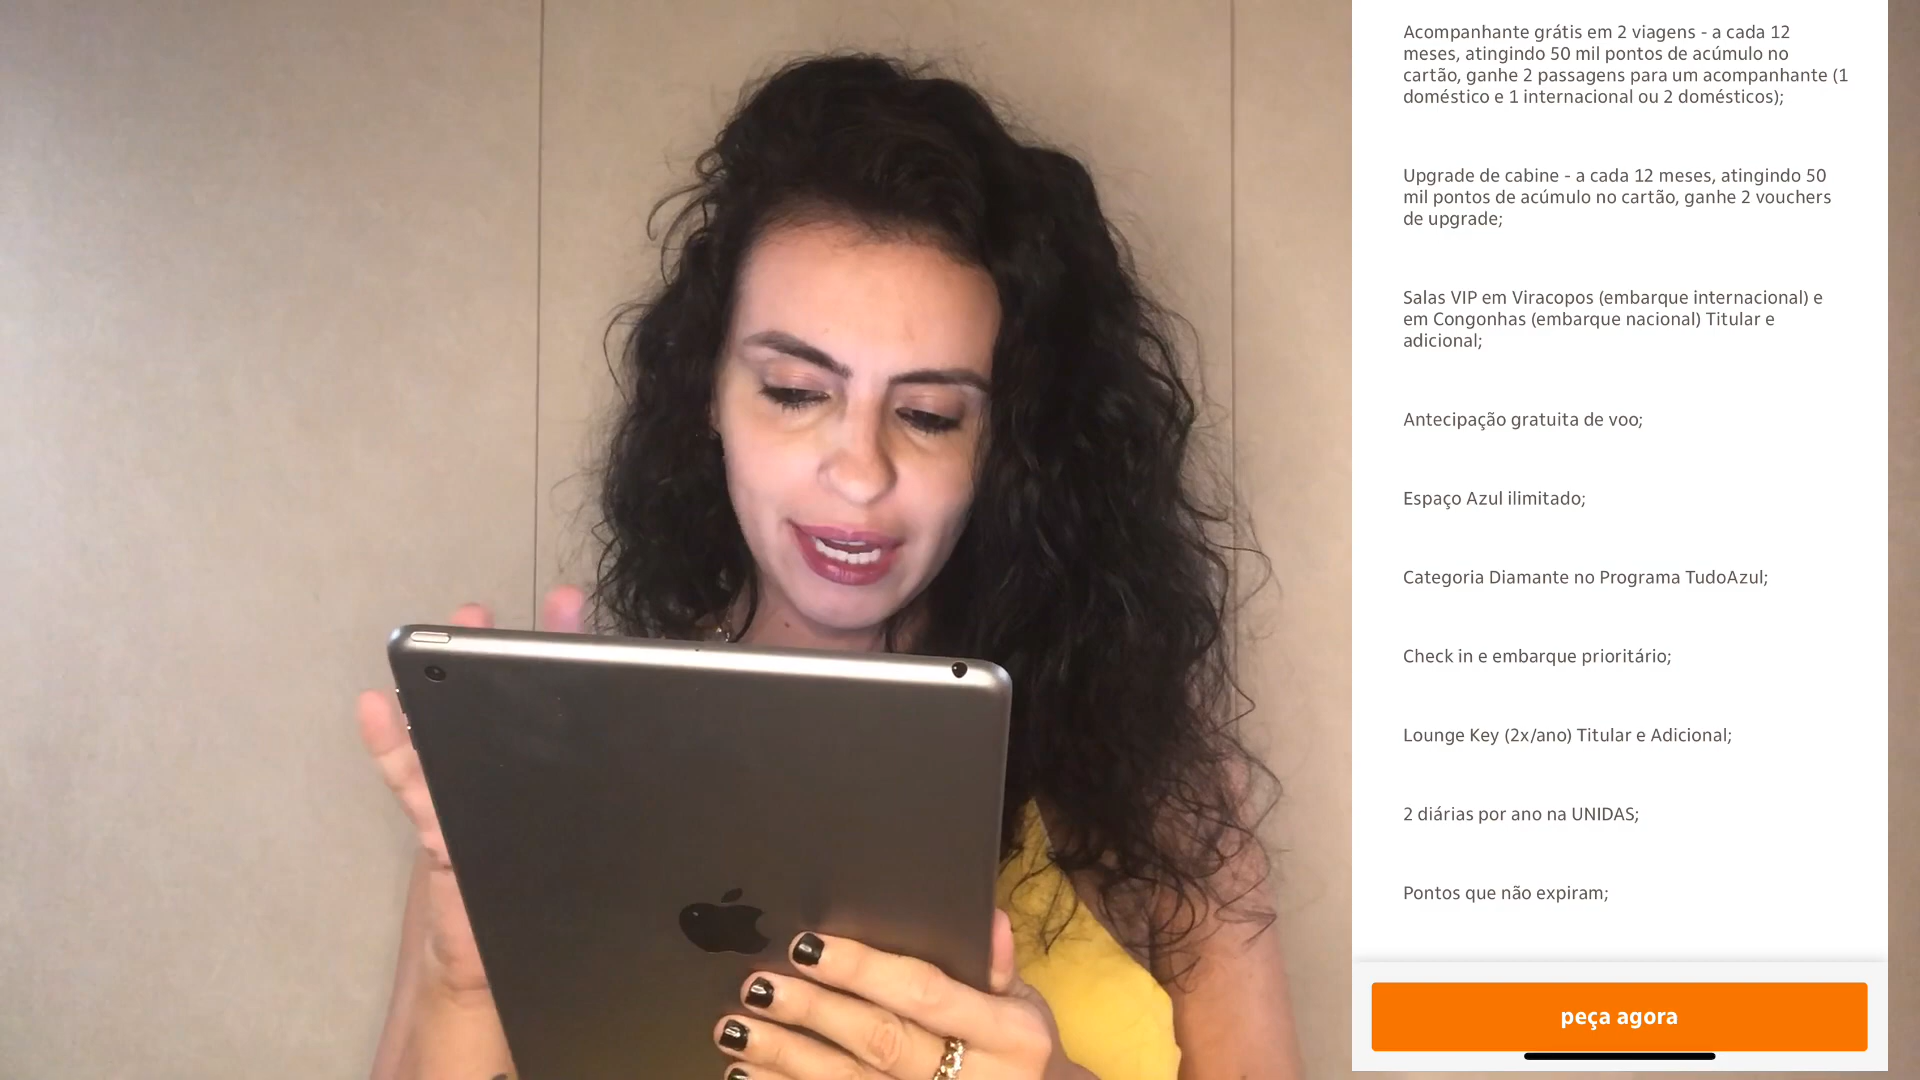 Acompanhante grátis em 2 viagens - a cada 12
meses, atingindo 50 mil pontos de acúmulo no
cartão, ganhe 2 passagens para um acompanhante (1
doméstico e 1 internacional ou 2 domésticos);
Upgrade de cabine - a cada 12 meses, atingindo 50
mil pontos de acúmulo no cartão, ganhe 2 vouchers
de upgrade;
Salas VIP em Viracopos (embarque internacional) e
em Congonhas (embarque nacional) Titular e
adicional;
Antecipação gratuita de voo;
Espaço Azul ilimitado;
Categoria Diamante no Programa TudoAzul;
Check in e embarque prioritário;
Lounge Key (2x/ano) Titular e Adicional;
2 diárias por ano na UNIDAS;
Pontos que não expiram;
peça agora